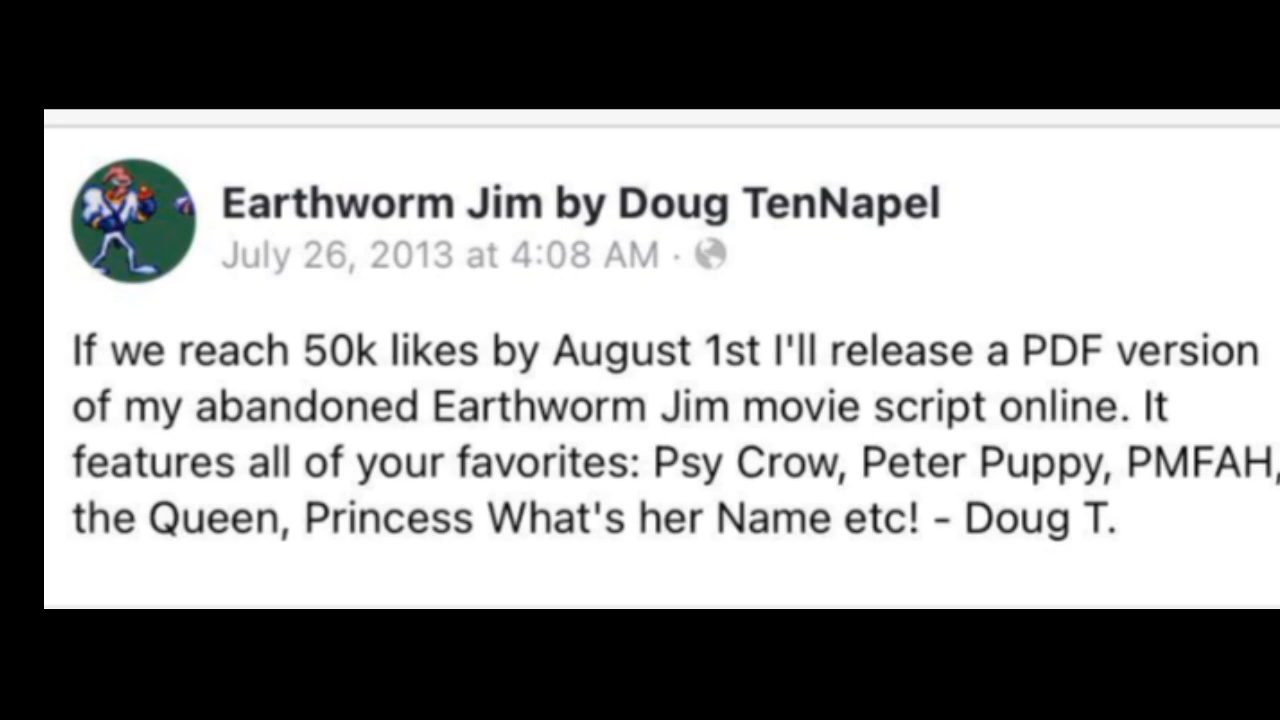 Earthworm Jim by Doug TenNapel
July 26, 2013 at 4:08 AM ·
If we reach 50k likes by August 1st I'll release a PDF version
of my abandoned Earthworm Jim movie script online. It
features all of your favorites: Psy Crow, Peter Puppy, PMFAH,
the Queen, Princess What's her Name etc! - Doug T.